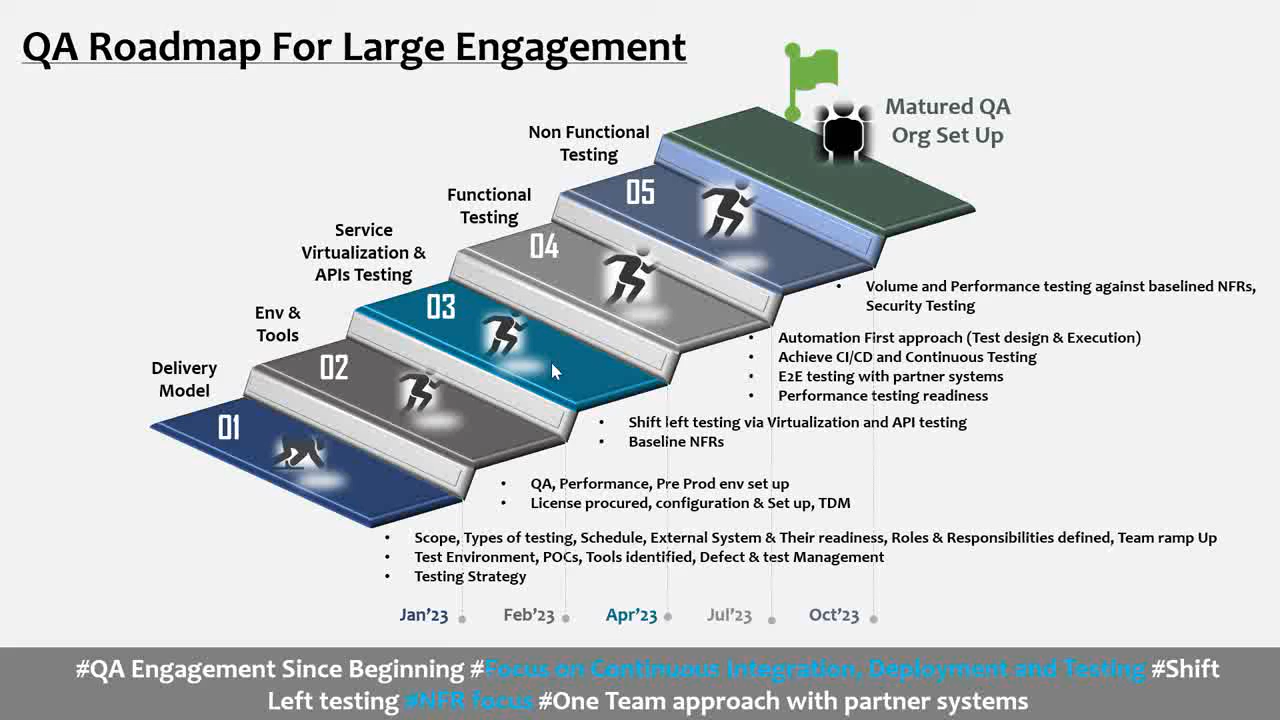 QA Roadmap For Large Engagement
Matured QA
Org Set Up
Non Functional
Testing
05
Functional
Testing
04
Service
Virtualization &
APIs Testing
03
Env &
Tools
02
Delivery
Model
01
• Volume and Performance testing against baselined NFRs,
Security Testing
• Automation First approach (Test design & Execution)
• Achieve CI/CD and Continuous Testing
• E2E testing with partner systems
• Performance testing readiness
• Shift left testing via Virtualization and API testing
• Baseline NFRs
• QA, Performance, Pre Prod env set up
• License procured, configuration & Set up, TDM
• Scope, Types of testing, Schedule, External System & Their readiness, Roles & Responsibilities defined, Team ramp Up
• Test Environment, POCs, Tools identified, Defect & test Management
• Testing Strategy
Jan'23 Feb'23 Apr'23 Jul'23 Oct'23
#QA Engagement Since Beginning #Focus on Continuous Integration, Deployment and Testing #Shift
Left testing #NFR focus #One Team approach with partner systems